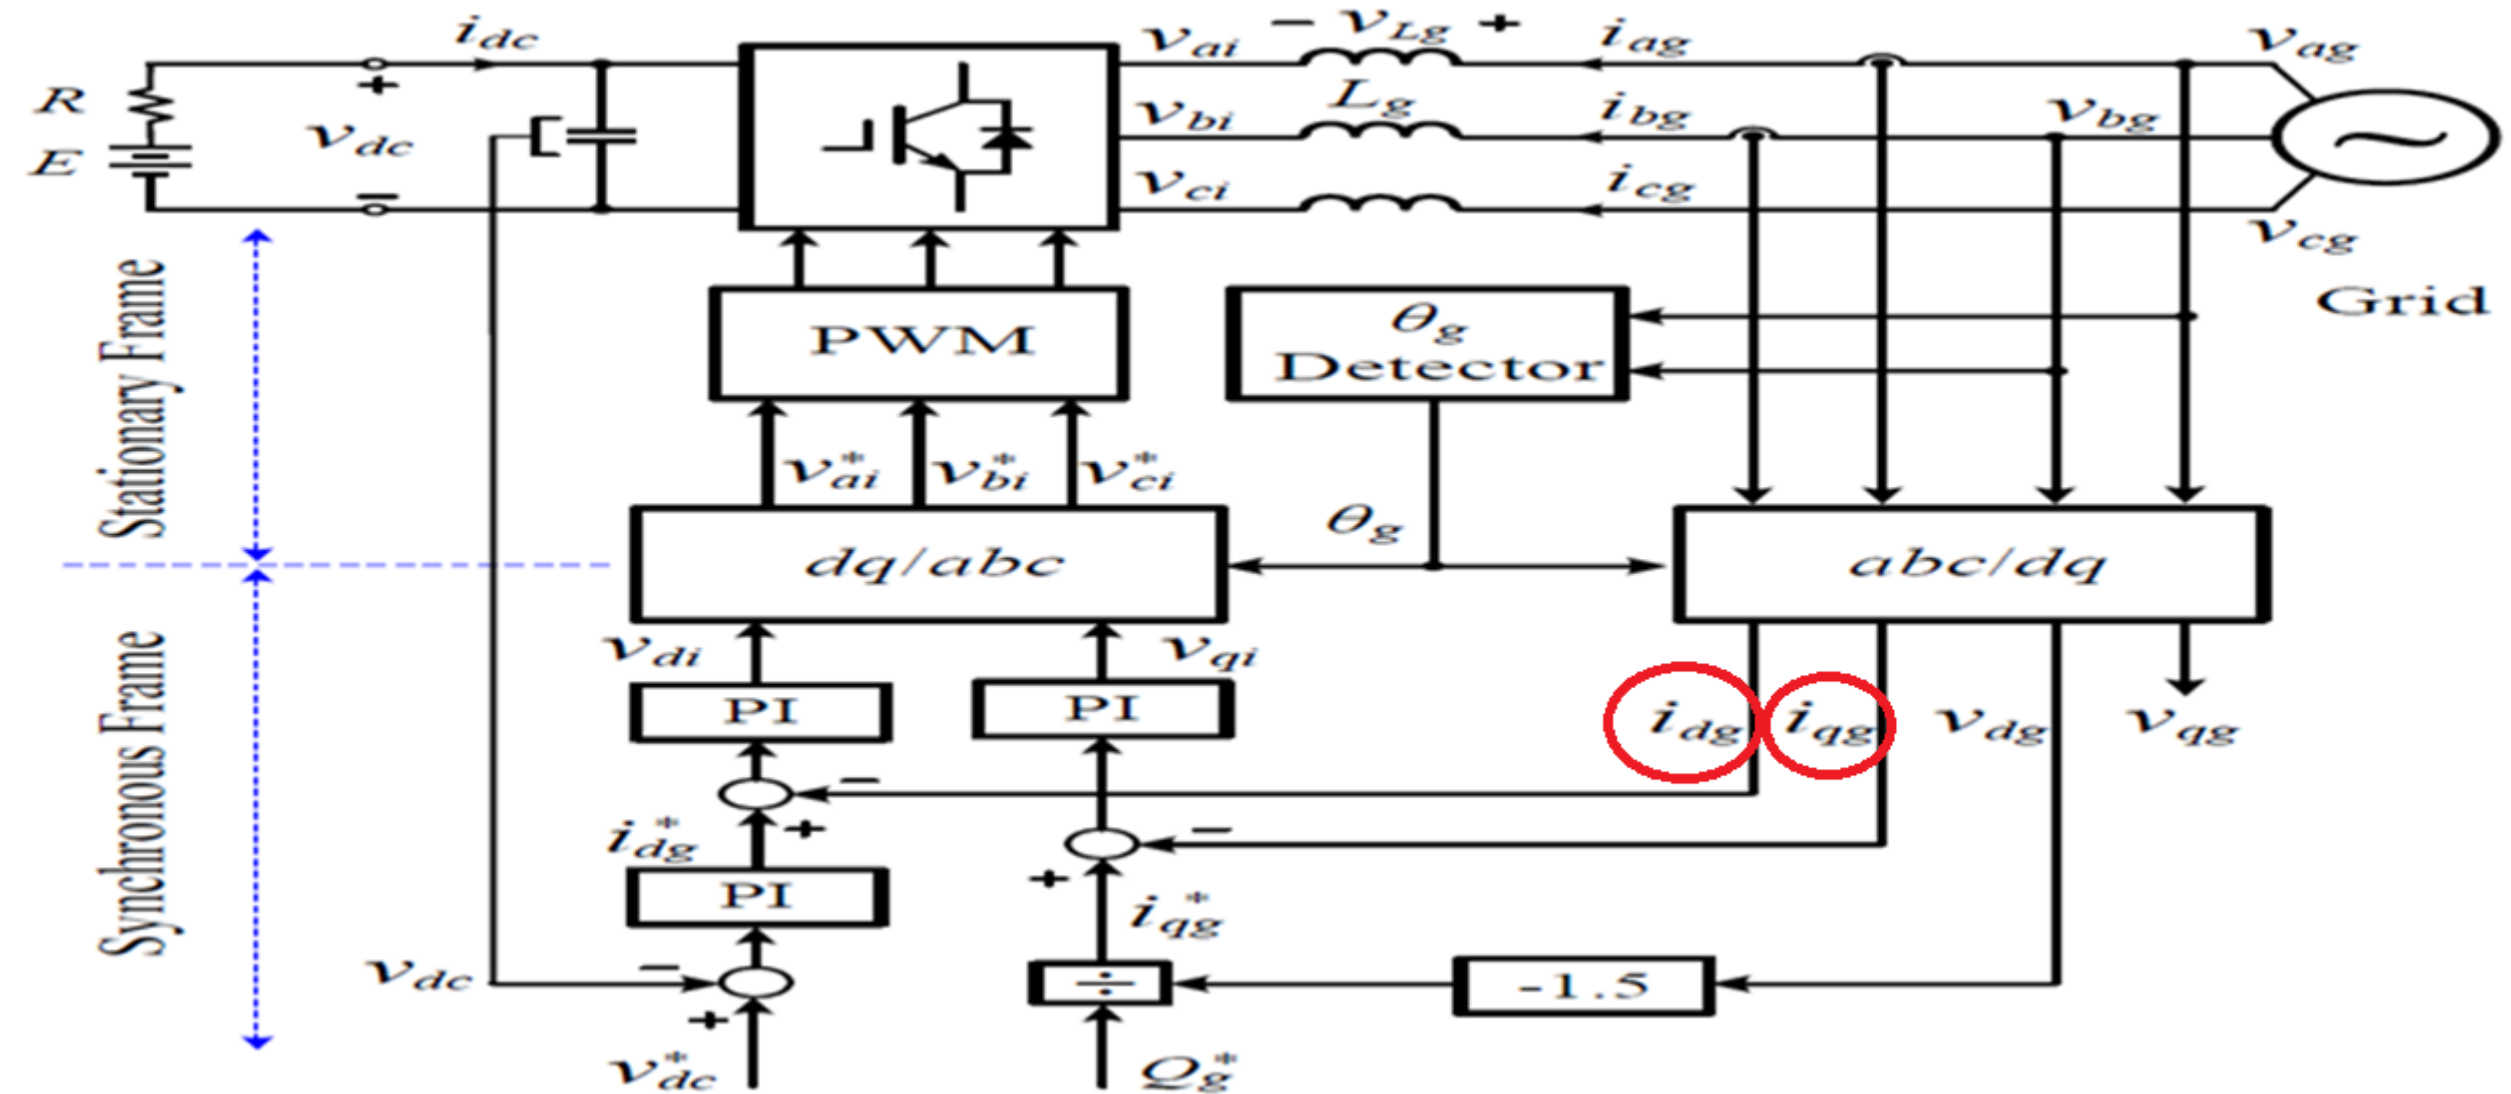 i_dc
v_ai − v_Lg + i_ag v_ag
R + v_dc −
E
v_bi L_g i_bg v_bg
v_ci i_cg v_cg
Grid
Stationary Frame
PWM
θ_g
Detector
v*_ai v*_bi v*_ci
θ_g
dq/abc
abc/dq
Synchronous Frame
v_di v_qi
PI PI
i_dg i_qg v_dg v_qg
−
+ −
i*_dg
PI
+ i*_qg
v_dc −
÷ -1.5
+
v*_dc Q*_g